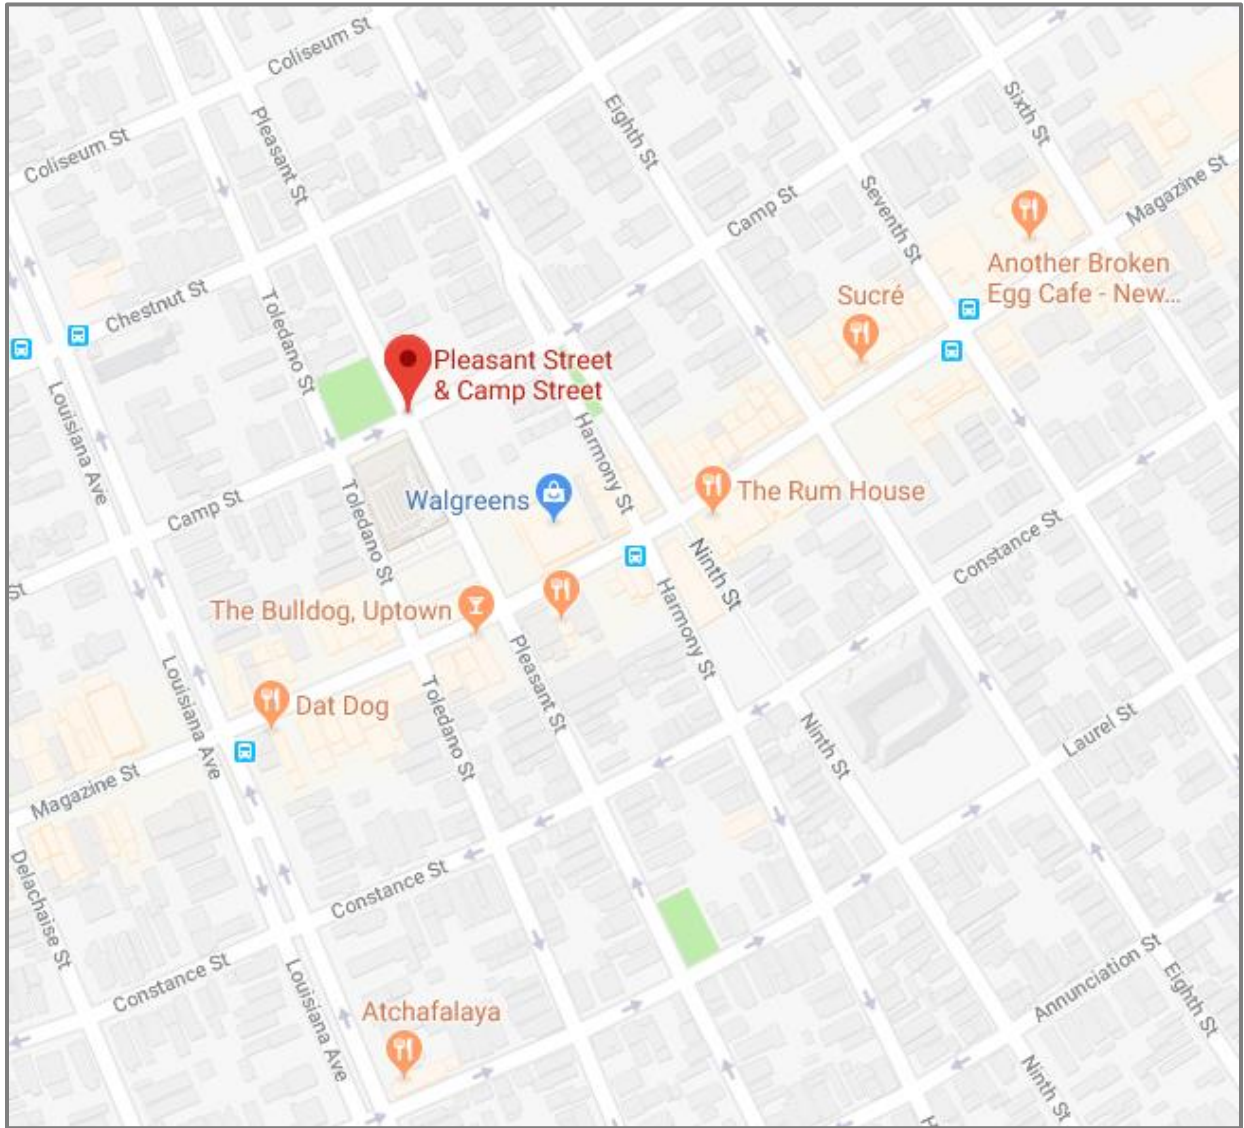 Coliseum St
Coliseum St
Pleasant St
Eighth St
Sixth St
Camp St
Seventh St
Magazine St
Another Broken
Egg Cafe - New...
Sucré
Chestnut St
Toledano St
Pleasant Street
& Camp Street
Louisiana Ave
Harmony St
Walgreens
The Rum House
Camp St
Toledano St
Constance St
Ninth St
St
The Bulldog, Uptown
Harmony St
Louisiana Ave
Dat Dog
Pleasant St
Toledano St
Laurel St
Ninth St
Magazine St
Delachaise St
Constance St
Constance St
Louisiana Ave
Annunciation St
Eighth St
Atchafalaya
Ninth St
H